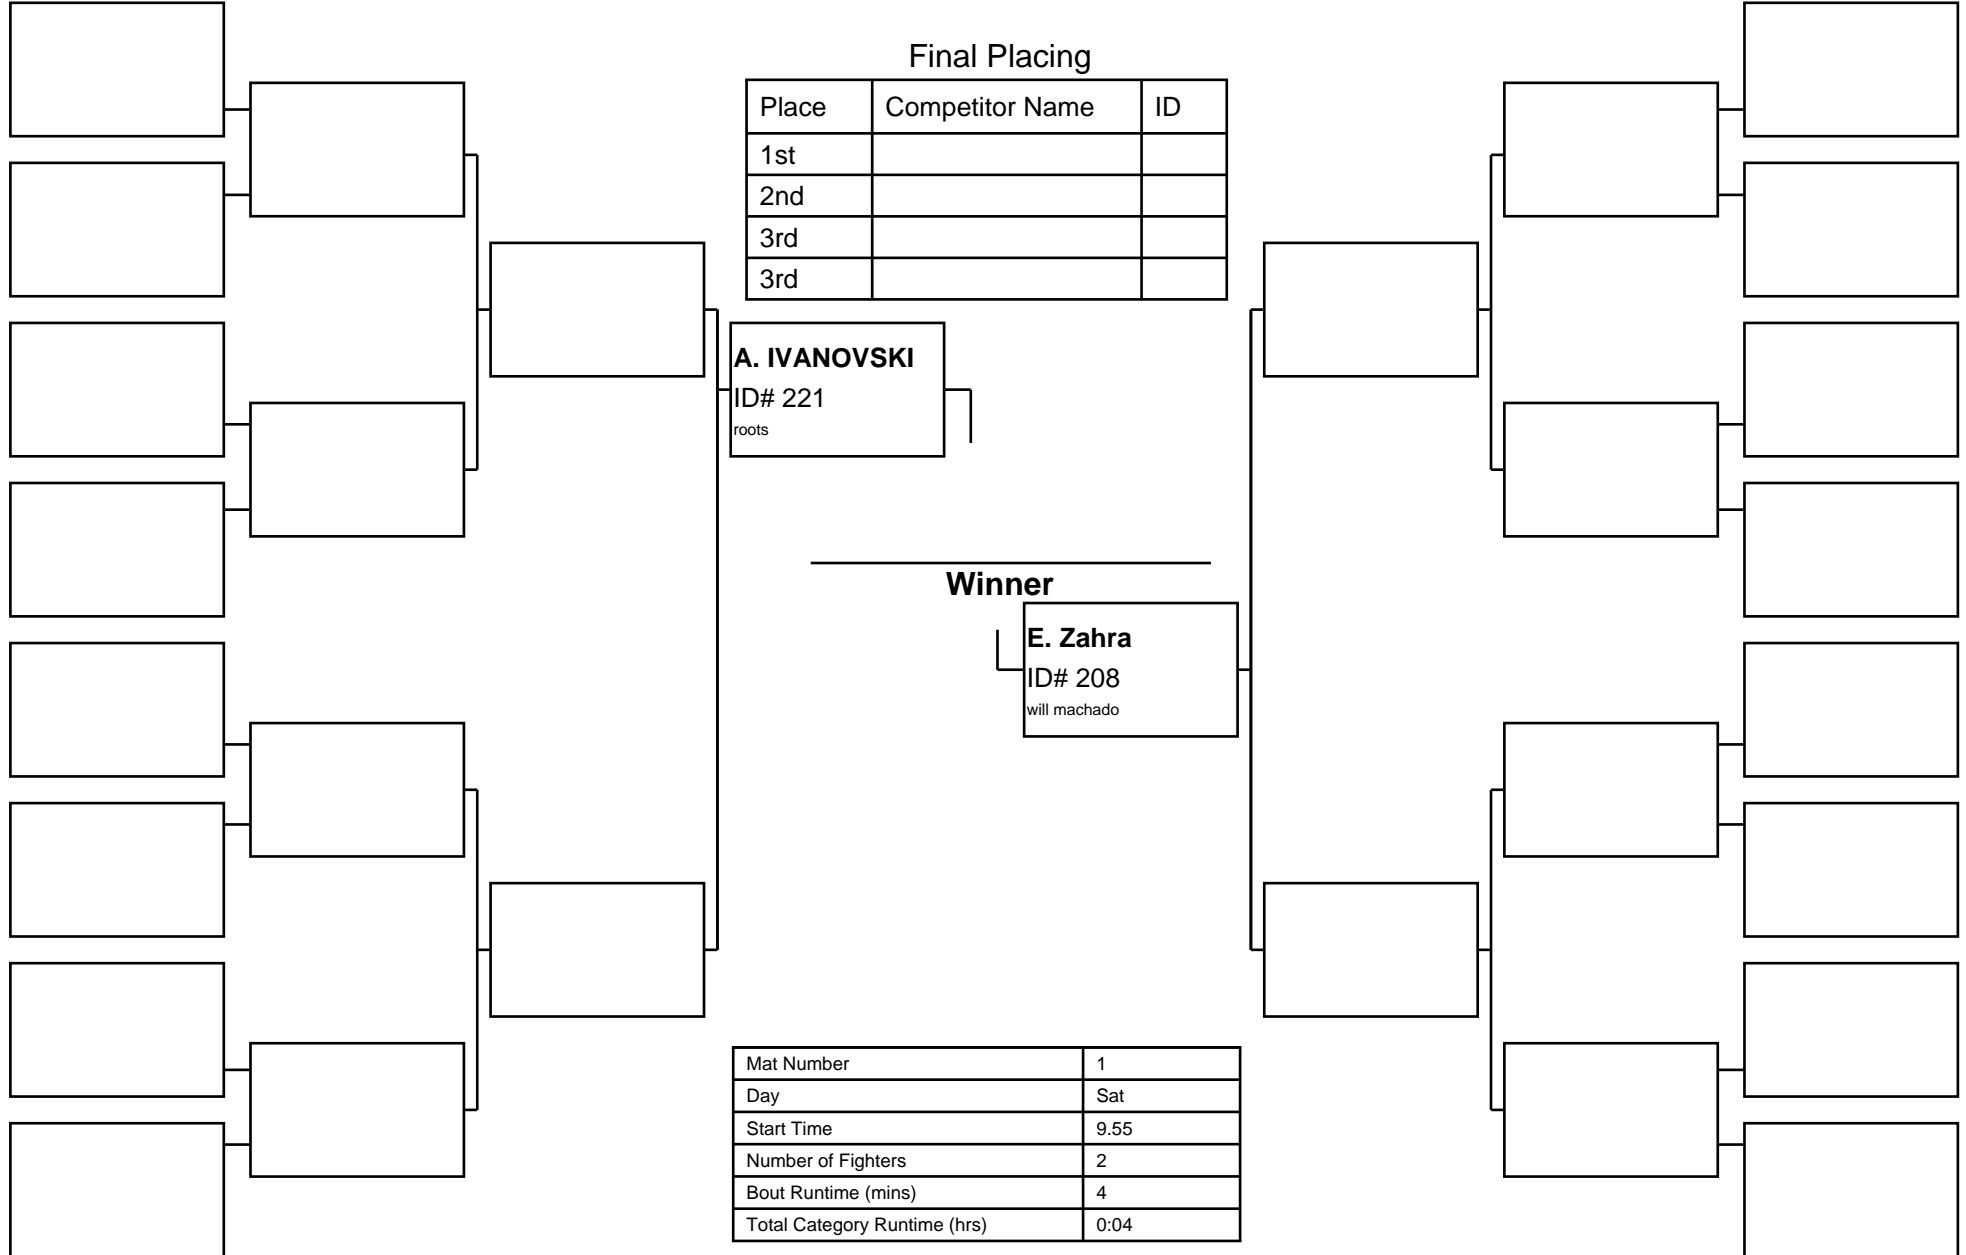 Final Placing
Place Competitor Name ID
1st
2nd
3rd
3rd
A. IVANOVSKI
ID# 221
roots
Winner
E. Zahra
ID# 208
will machado
Mat Number 1
Day Sat
Start Time 9.55
Number of Fighters 2
Bout Runtime (mins) 4
Total Category Runtime (hrs) 0:04